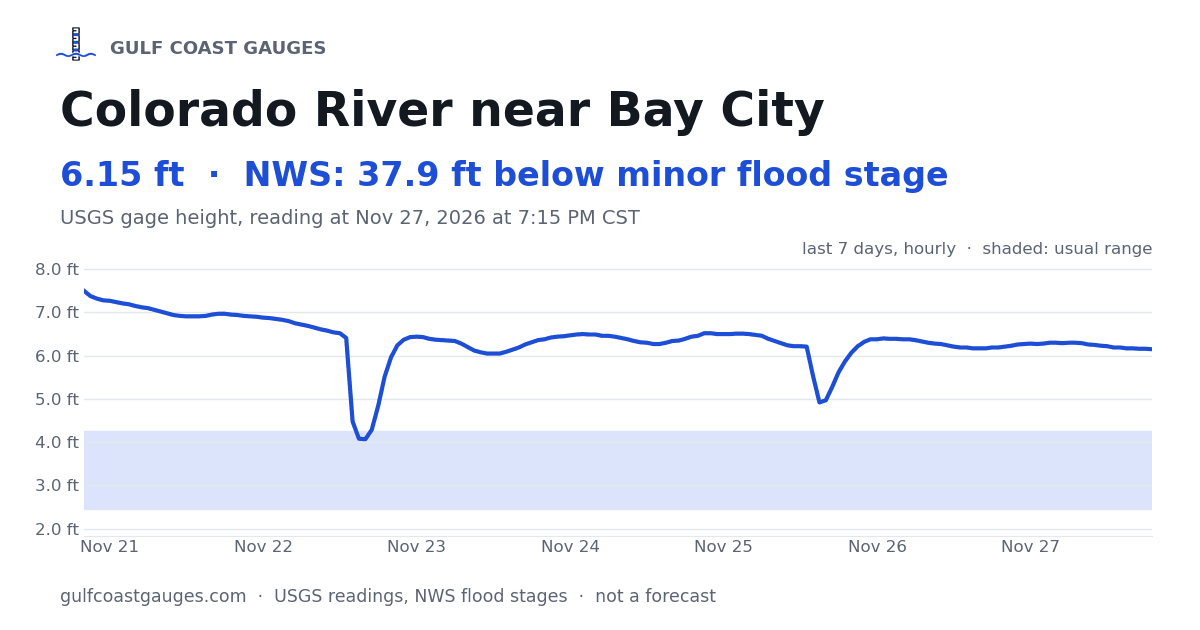 GULF COAST GAUGES
Colorado River near Bay City
6.15 ft · NWS: 37.9 ft below minor flood stage
USGS gage height, reading at Nov 27, 2026 at 7:15 PM CST
last 7 days, hourly · shaded: usual range
8.0 ft
7.0 ft
6.0 ft
5.0 ft
4.0 ft
3.0 ft
2.0 ft
Nov 21 Nov 22 Nov 23 Nov 24 Nov 25 Nov 26 Nov 27
gulfcoastgauges.com · USGS readings, NWS flood stages · not a forecast